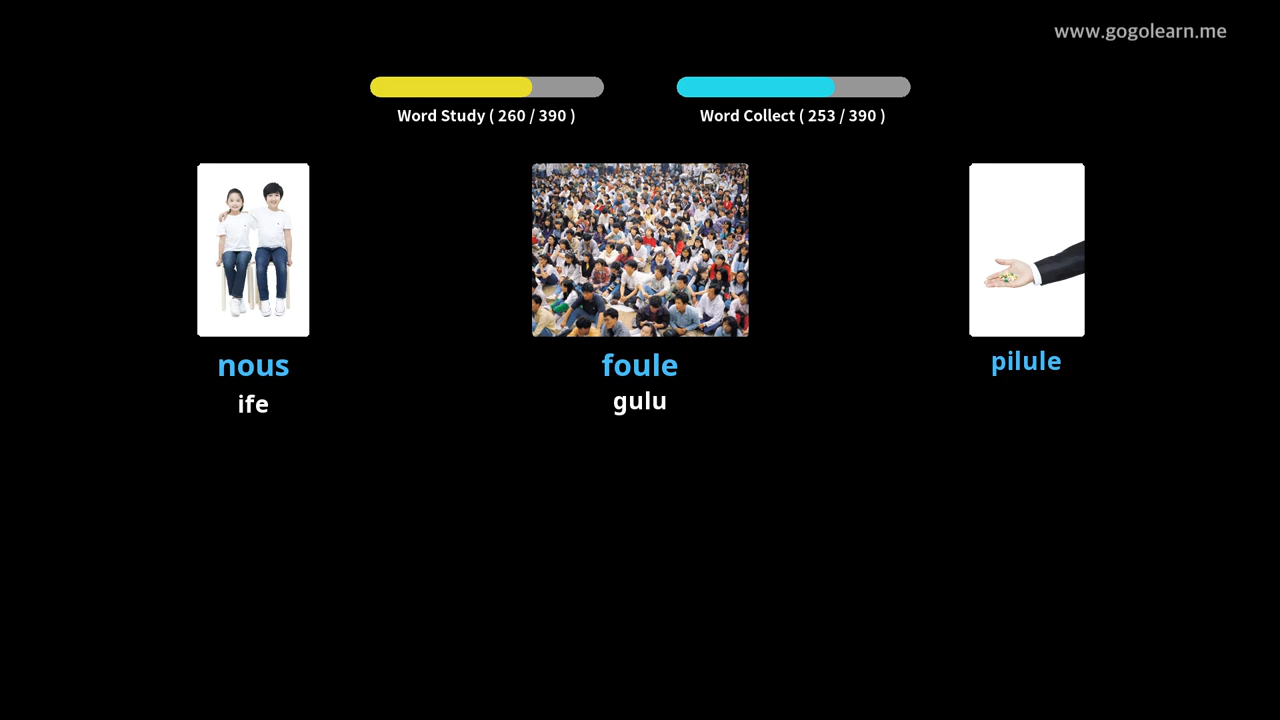 www.gogolearn.me
Word Study ( 260 / 390 )
Word Collect ( 253 / 390 )
nous
ife
foule
gulu
pilule